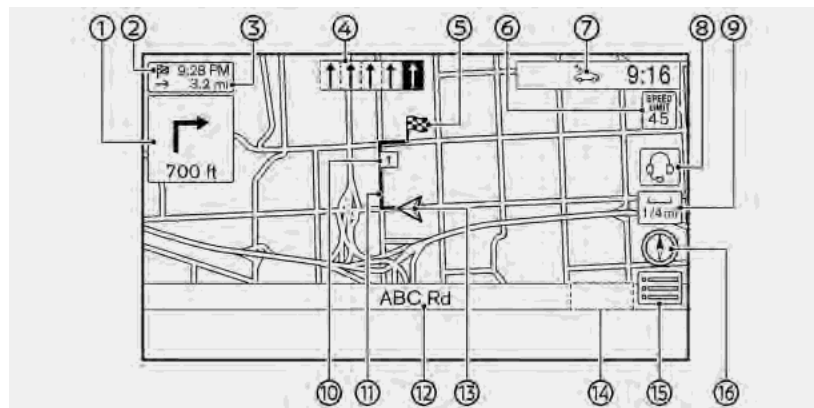 ① ② ③ ④ ⑤ ⑥ ⑦ ⑧ ⑨
9:28 PM
3.2 mi
9:16
SPEED
LIMIT
45
700 ft
1/4 mi
ABC Rd
⑩ ⑪ ⑫ ⑬ ⑭ ⑮ ⑯